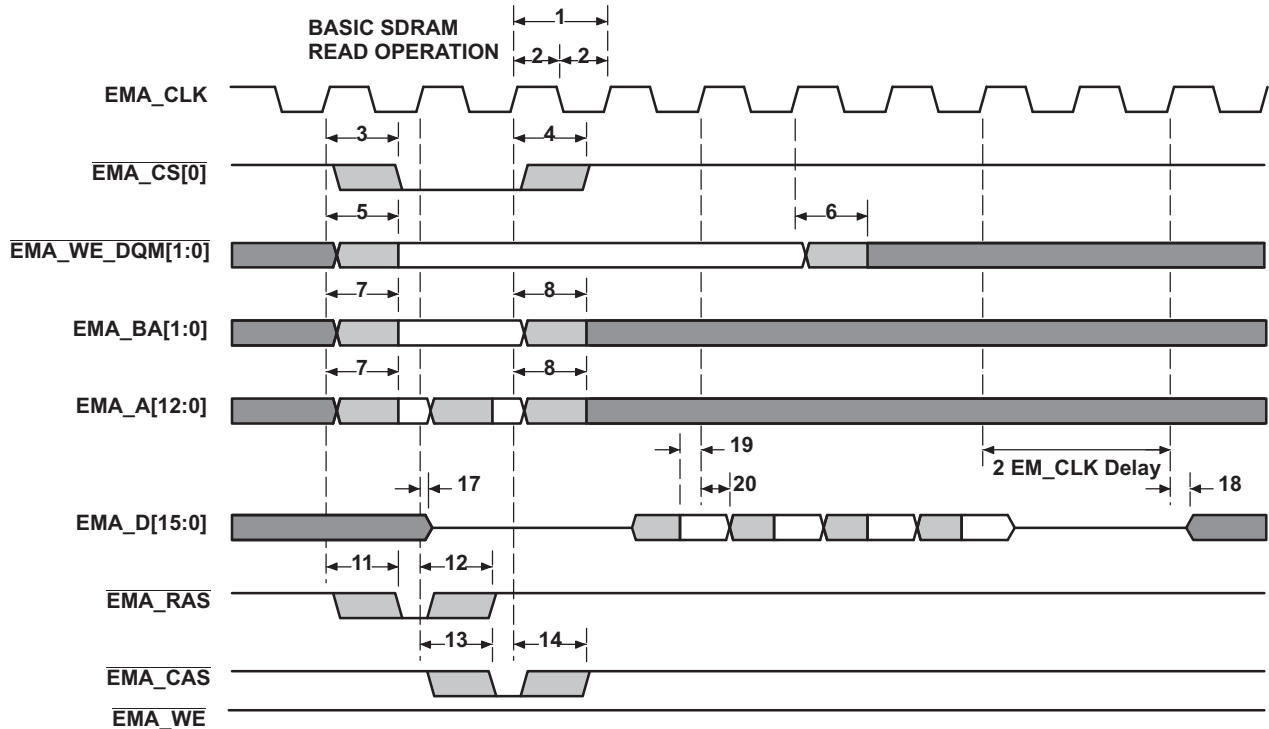 BASIC SDRAM
READ OPERATION
1
2 2
EMA_CLK
3 4
EMA_CS[0]
5 6
EMA_WE_DQM[1:0]
7 8
EMA_BA[1:0]
7 8
EMA_A[12:0]
19
2 EM_CLK Delay
17 20 18
EMA_D[15:0]
11 12
EMA_RAS
13 14
EMA_CAS
EMA_WE